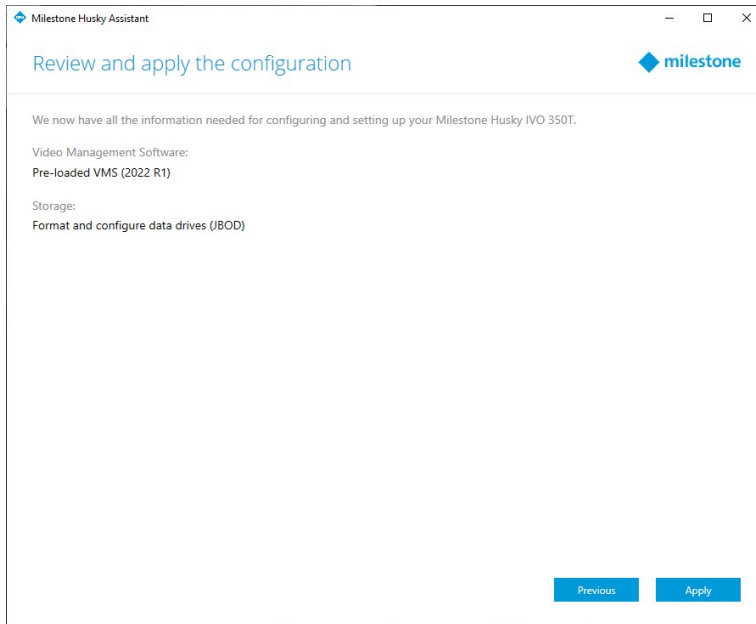 Milestone Husky Assistant
Review and apply the configuration
milestone
We now have all the information needed for configuring and setting up your Milestone Husky IVO 350T.
Video Management Software:
Pre-loaded VMS (2022 R1)
Storage:
Format and configure data drives (JBOD)
Previous
Apply